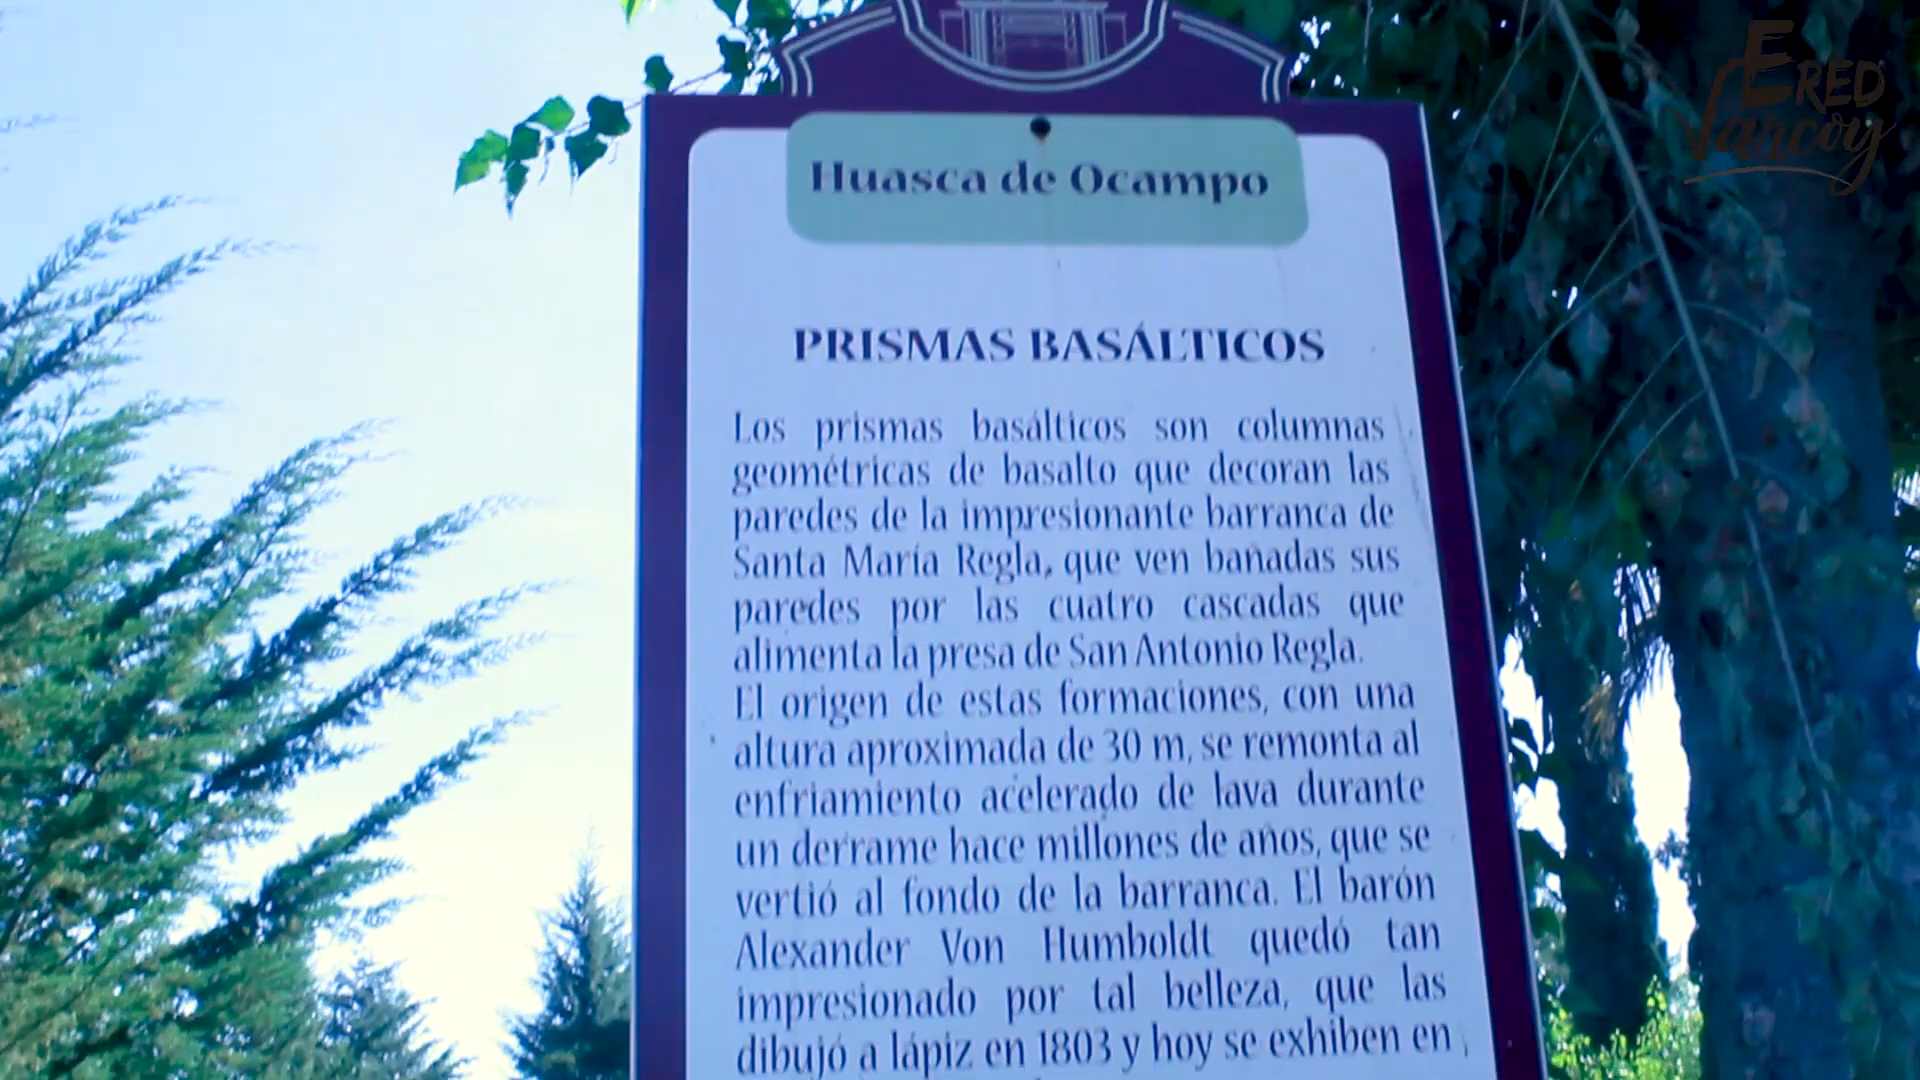 ERED
Jarcoy
Huasca de Ocampo
PRISMAS BASÁLTICOS
Los prismas basálticos son columnas
geométricas de basalto que decoran las
paredes de la impresionante barranca de
Santa María Regla, que ven bañadas sus
paredes por las cuatro cascadas que
alimenta la presa de San Antonio Regla.
El origen de estas formaciones, con una
altura aproximada de 30 m, se remonta al
enfriamiento acelerado de lava durante
un derrame hace millones de años, que se
vertió al fondo de la barranca. El barón
Alexander Von Humboldt quedó tan
impresionado por tal belleza, que las
dibujó a lápiz en 1803 y hoy se exhiben en